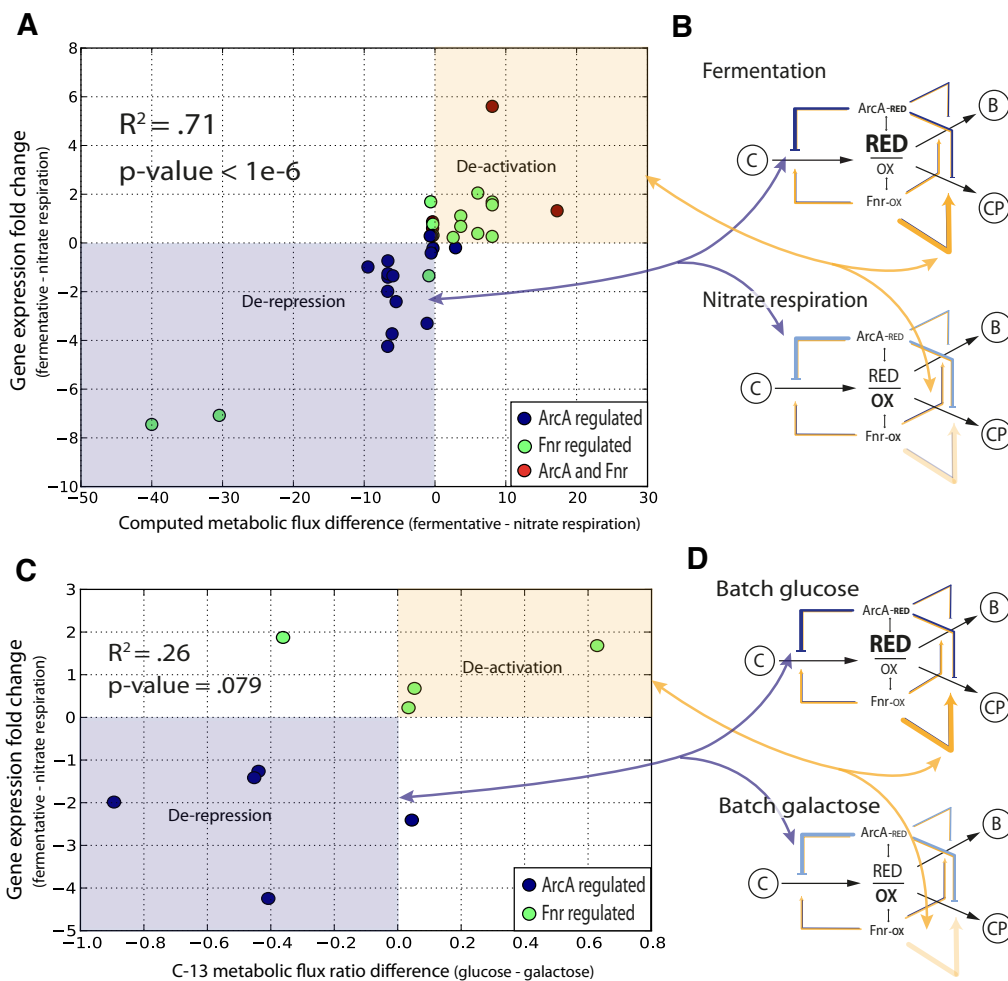 A
Gene expression fold change
(fermentative - nitrate respiration)
8
6
4
2
0
−2
−4
−6
−8
−10
R² = .71
p-value < 1e-6
De-activation
De-repression
ArcA regulated
Fnr regulated
ArcA and Fnr
−50
−40
−30
−20
−10
0
10
20
30
Computed metabolic flux difference (fermentative - nitrate respiration)
B
Fermentation
ArcA-RED
RED
OX
Fnr-OX
C
B
CP
Nitrate respiration
ArcA-RED
RED
OX
Fnr-OX
C
B
CP
C
Gene expression fold change
(fermentative - nitrate respiration)
3
2
1
0
−1
−2
−3
−4
−5
R² = .26
p-value = .079
De-activation
De-repression
ArcA regulated
Fnr regulated
−1.0
−0.8
−0.6
−0.4
−0.2
0.0
0.2
0.4
0.6
0.8
C-13 metabolic flux ratio difference (glucose - galactose)
D
Batch glucose
ArcA-RED
RED
OX
Fnr-OX
C
B
CP
Batch galactose
ArcA-RED
RED
OX
Fnr-OX
C
B
CP